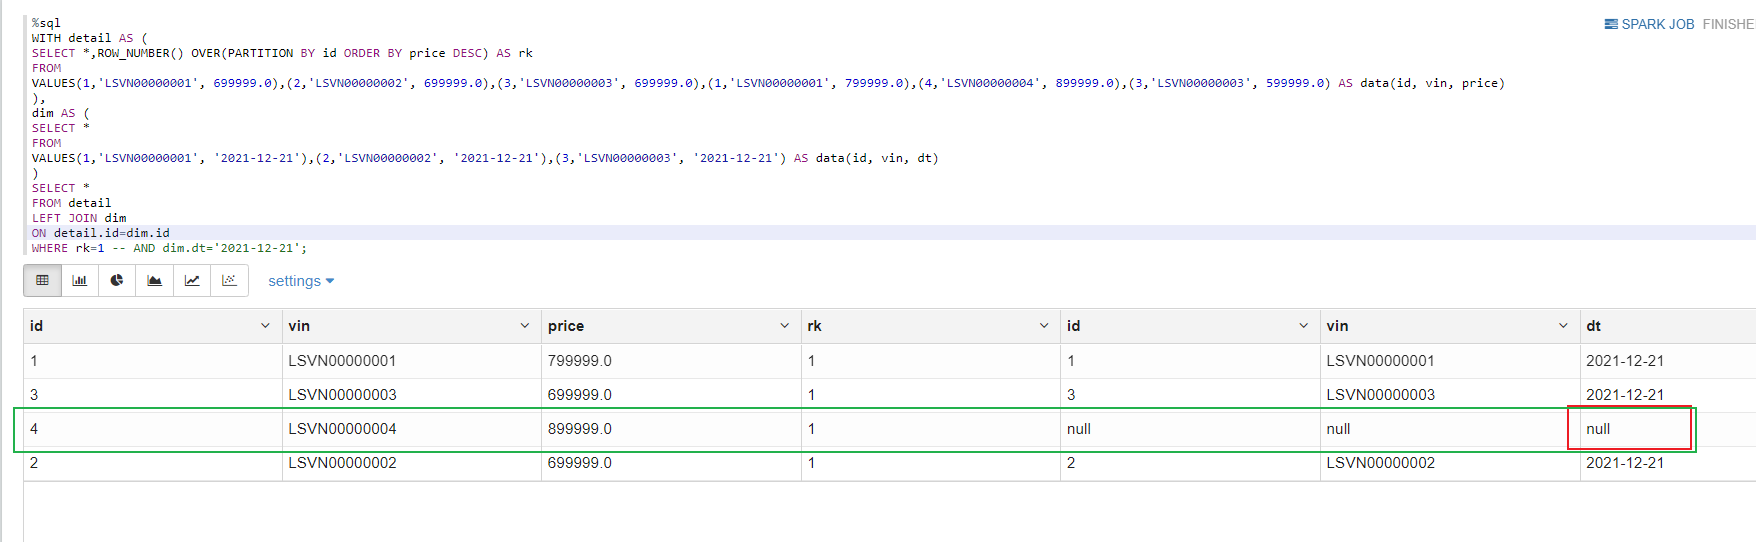 %sql
SPARK JOB FINISHE
WITH detail AS (
SELECT *,ROW_NUMBER() OVER(PARTITION BY id ORDER BY price DESC) AS rk
FROM
VALUES(1,'LSVN00000001', 699999.0),(2,'LSVN00000002', 699999.0),(3,'LSVN00000003', 699999.0),(1,'LSVN00000001', 799999.0),(4,'LSVN00000004', 899999.0),(3,'LSVN00000003', 599999.0) AS data(id, vin, price)
),
dim AS (
SELECT *
FROM
VALUES(1,'LSVN00000001', '2021-12-21'),(2,'LSVN00000002', '2021-12-21'),(3,'LSVN00000003', '2021-12-21') AS data(id, vin, dt)
)
SELECT *
FROM detail
LEFT JOIN dim
ON detail.id=dim.id
WHERE rk=1 -- AND dim.dt='2021-12-21';
settings
id vin price rk id vin dt
1 LSVN00000001 799999.0 1 1 LSVN00000001 2021-12-21
3 LSVN00000003 699999.0 1 3 LSVN00000003 2021-12-21
4 LSVN00000004 899999.0 1 null null null
2 LSVN00000002 699999.0 1 2 LSVN00000002 2021-12-21